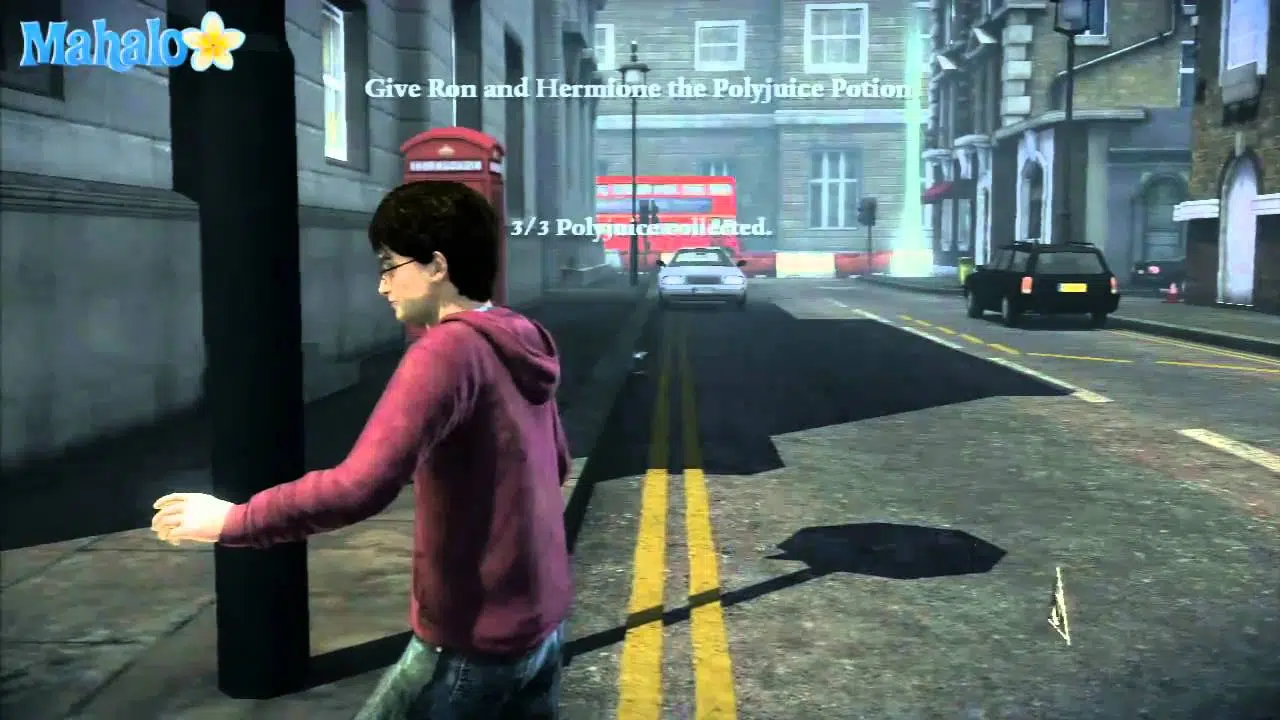 Mahalo
Give Ron and Hermione the Polyjuice Potion
3/3 Polyjuice collected.